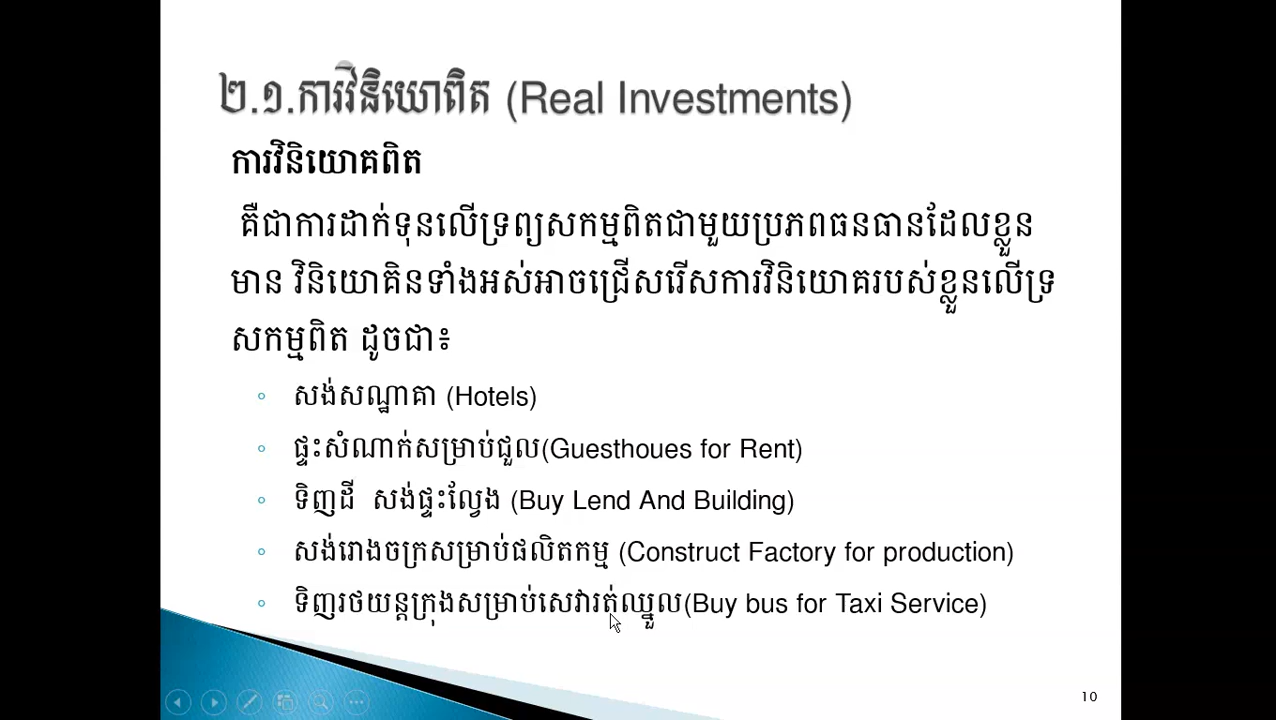 ២.១.ការវិនិយោពិត (Real Investments)
ការវិនិយោគពិត
គឺជាការដាក់ទុនលើទ្រព្យសកម្មពិតជាមួយប្រភពធនធានដែលខ្លួន
មាន វិនិយោគិនទាំងអស់អាចជ្រើសរើសការវិនិយោគរបស់ខ្លួនលើទ្រ
សកម្មពិត ដូចជា៖
◦ សង់សណ្ឋាគា (Hotels)
◦ ផ្ទះសំណាក់សម្រាប់ជួល(Guesthoues for Rent)
◦ ទិញដី សង់ផ្ទះល្វែង (Buy Lend And Building)
◦ សង់រោងចក្រសម្រាប់ផលិតកម្ម (Construct Factory for production)
◦ ទិញរថយន្តក្រុងសម្រាប់សេវារត់ឈ្នួល(Buy bus for Taxi Service)
10